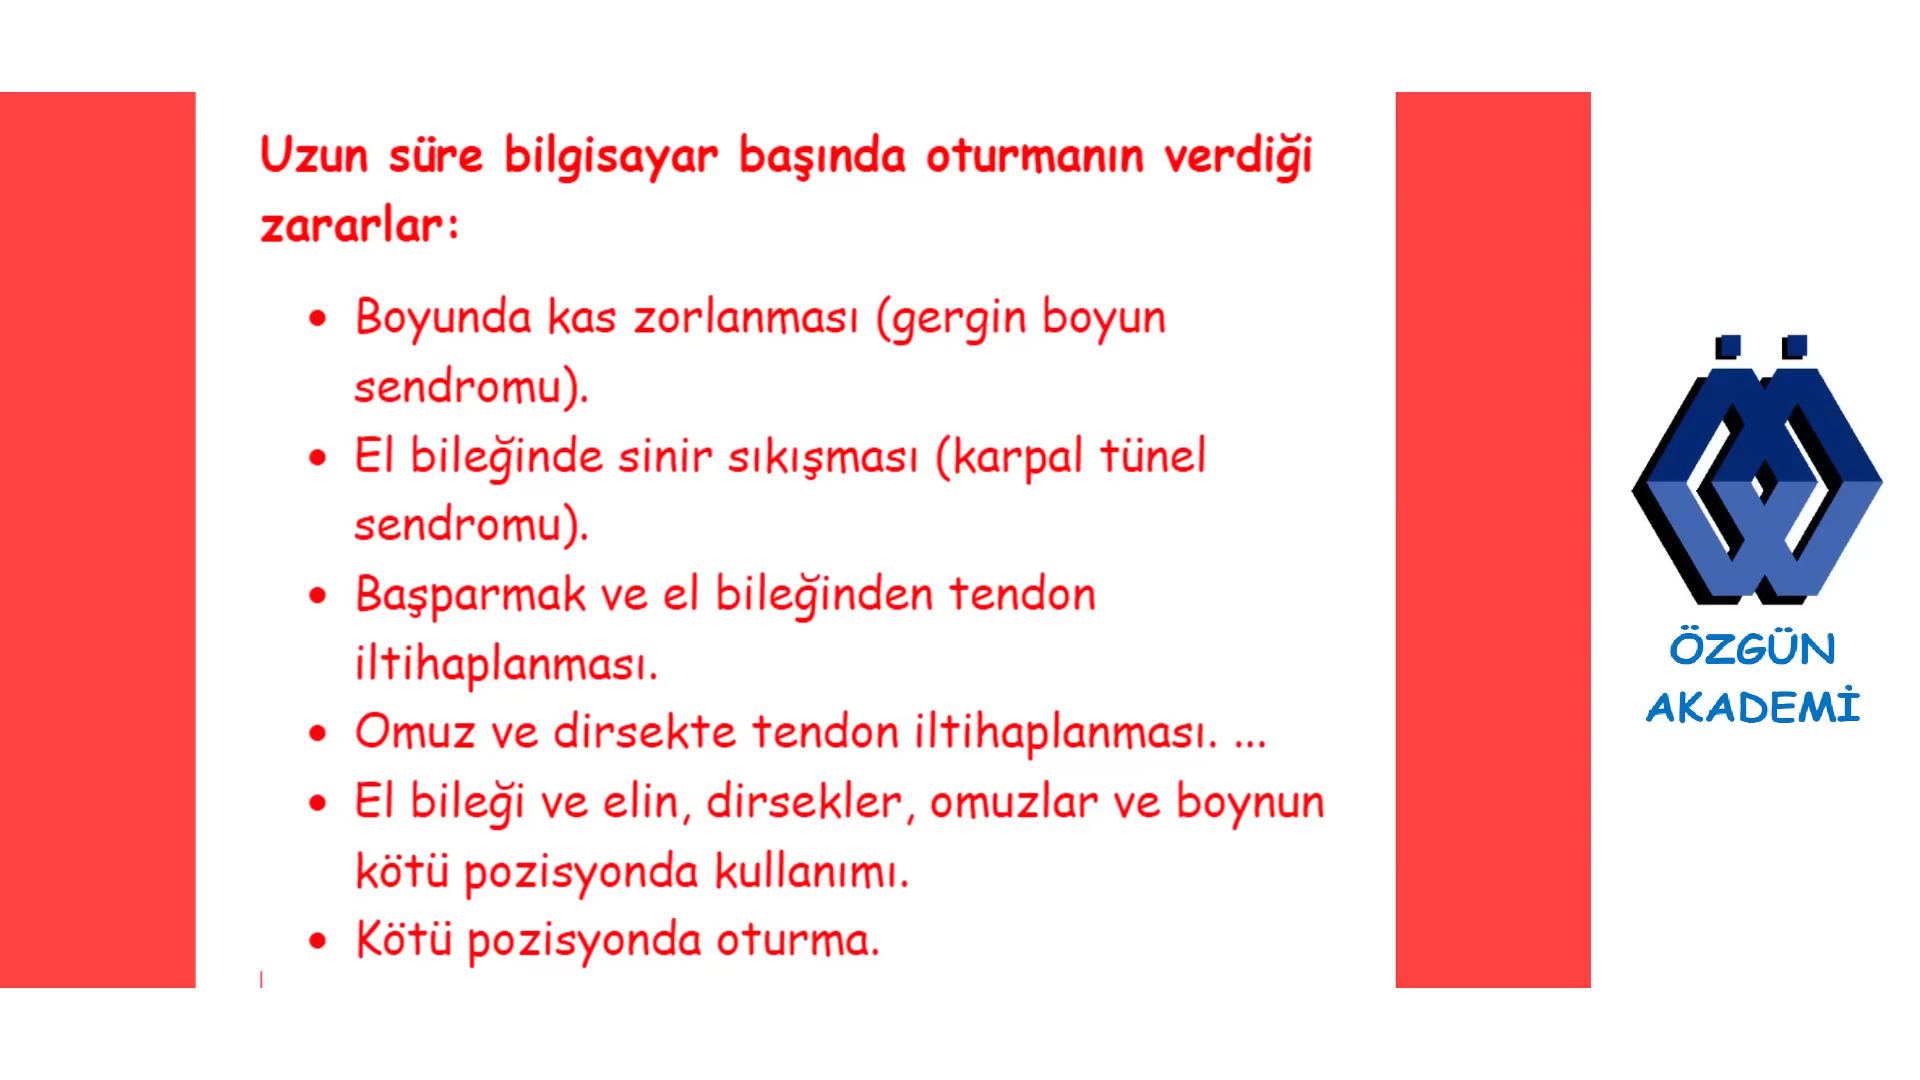 Uzun süre bilgisayar başında oturmanın verdiği
zararlar:
• Boyunda kas zorlanması (gergin boyun
sendromu).
• El bileğinde sinir sıkışması (karpal tünel
sendromu).
• Başparmak ve el bileğinden tendon
iltihaplanması.
• Omuz ve dirsekte tendon iltihaplanması. ...
• El bileği ve elin, dirsekler, omuzlar ve boynun
kötü pozisyonda kullanımı.
• Kötü pozisyonda oturma.
ÖZGÜN
AKADEMİ